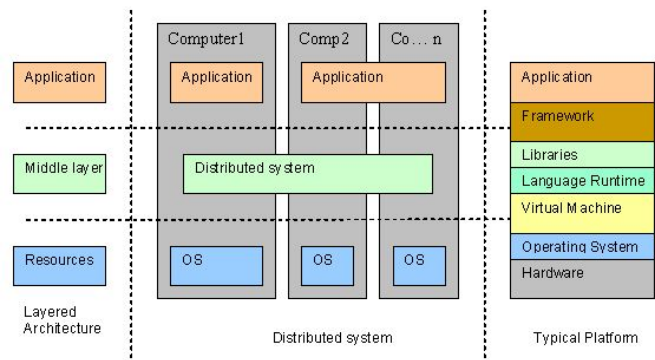 Computer1
Comp2
Co… n
Application
Application
Application
Application
Framework
Middle layer
Distributed system
Libraries
Language Runtime
Virtual Machine
Resources
OS
OS
OS
Operating System
Hardware
Layered
Architecture
Distributed system
Typical Platform